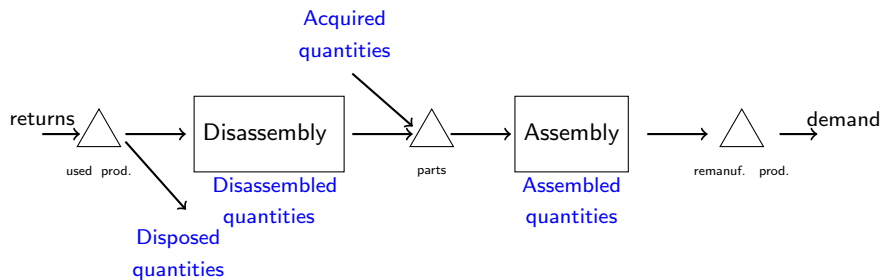 Acquired
quantities
returns
Disassembly
Assembly
demand
used prod.
parts
remanuf. prod.
Disassembled
quantities
Assembled
quantities
Disposed
quantities